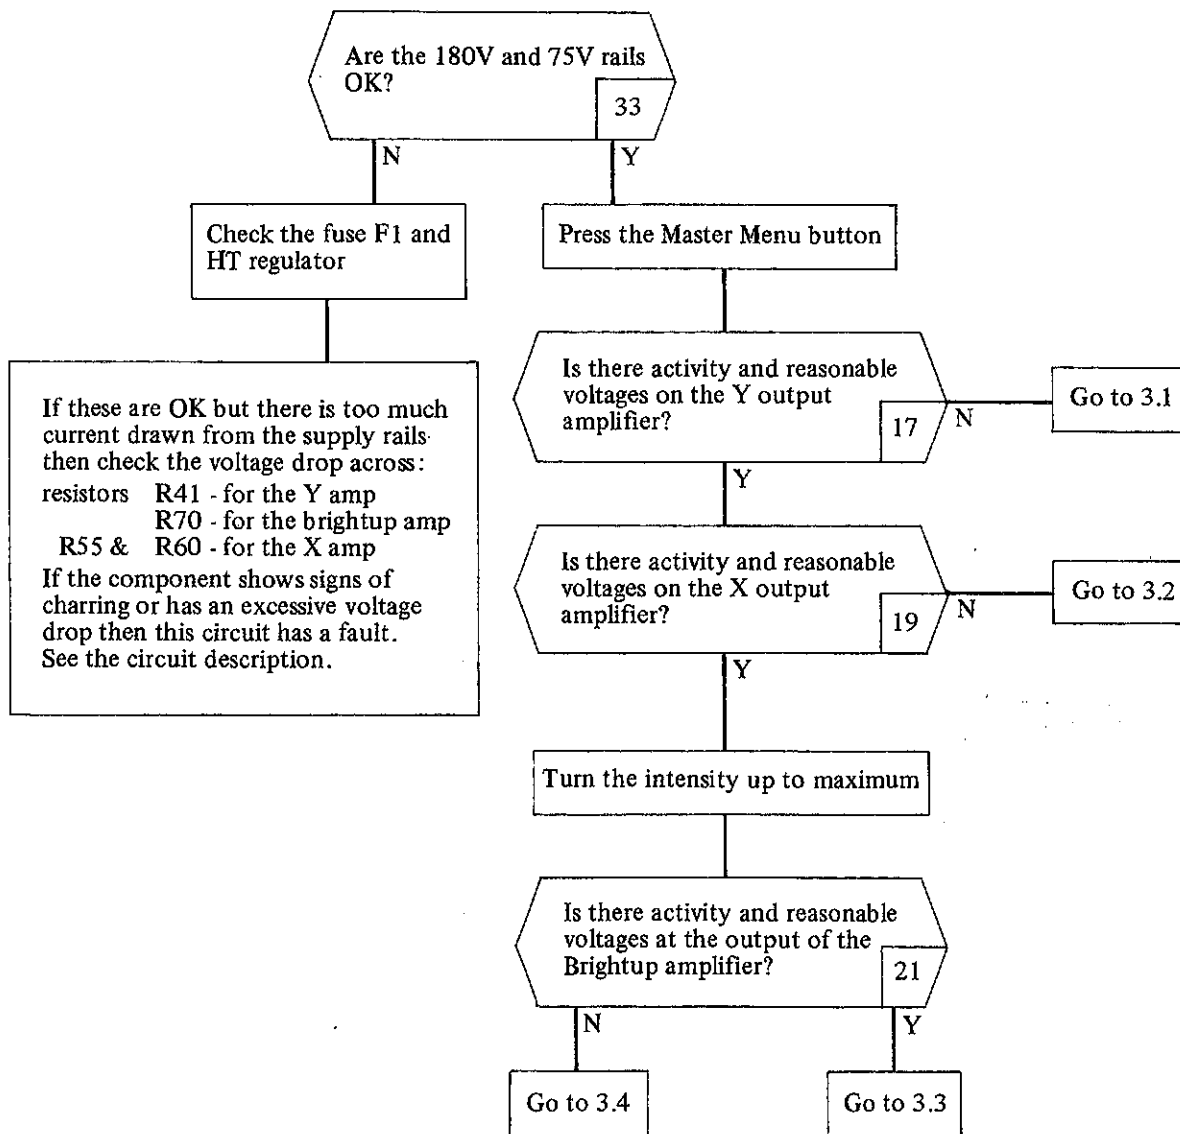 Are the 180V and 75V rails
OK?
33
N
Y
Check the fuse F1 and
HT regulator
Press the Master Menu button
If these are OK but there is too much
current drawn from the supply rails
then check the voltage drop across:
resistors R41 - for the Y amp
R70 - for the brightup amp
R55 & R60 - for the X amp
If the component shows signs of
charring or has an excessive voltage
drop then this circuit has a fault.
See the circuit description.
Is there activity and reasonable
voltages on the Y output
amplifier?
17
N
Go to 3.1
Y
Is there activity and reasonable
voltages on the X output
amplifier?
19
N
Go to 3.2
Y
Turn the intensity up to maximum
Is there activity and reasonable
voltages at the output of the
Brightup amplifier?
21
N
Y
Go to 3.4
Go to 3.3